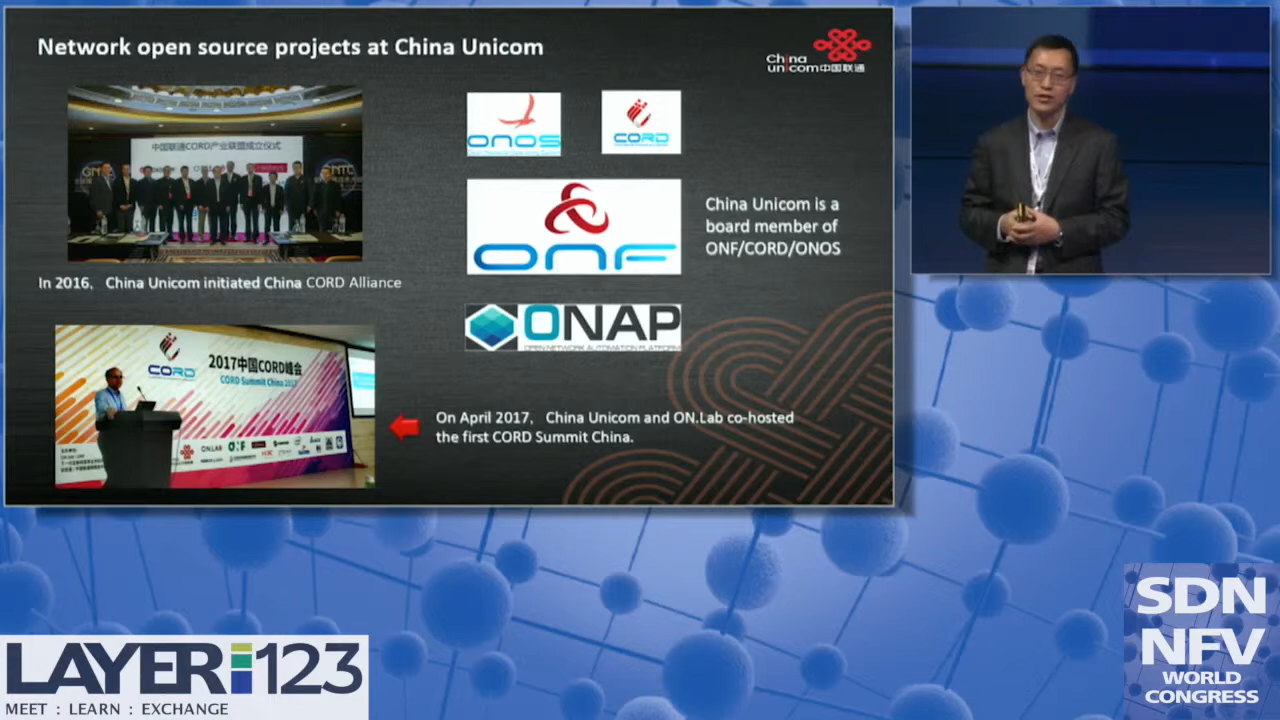 Network open source projects at China Unicom
China
unicom中国联通
中国联通CORD产业联盟成立仪式
GNTC
In 2016, China Unicom initiated China CORD Alliance
ONOS
CORD
ONF
China Unicom is a
board member of
ONF/CORD/ONOS
ONAP
OPEN NETWORK AUTOMATION PLATFORM
CORD
2017中国CORD峰会
CORD Summit China 2017
ON.LAB
ONF
On April 2017, China Unicom and ON.Lab co-hosted
the first CORD Summit China.
LAYER123
MEET : LEARN : EXCHANGE
SDN
NFV
WORLD
CONGRESS